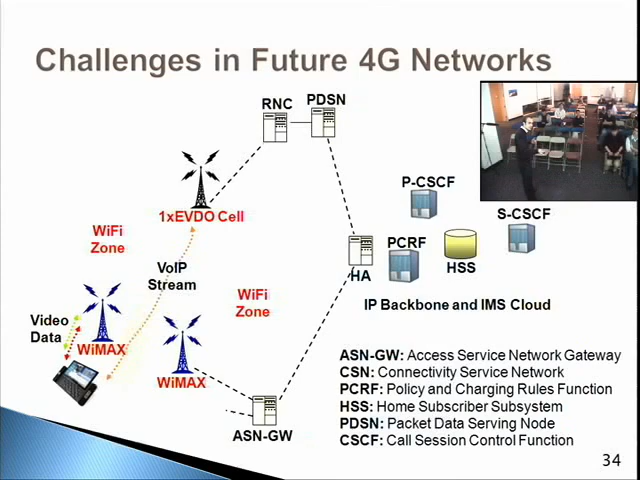 Challenges in Future 4G Networks
RNC
PDSN
P-CSCF
S-CSCF
1xEVDO Cell
WiFi
Zone
PCRF
HSS
HA
VoIP
Stream
WiFi
Zone
IP Backbone and IMS Cloud
Video
Data
WiMAX
WiMAX
ASN-GW
ASN-GW: Access Service Network Gateway
CSN: Connectivity Service Network
PCRF: Policy and Charging Rules Function
HSS: Home Subscriber Subsystem
PDSN: Packet Data Serving Node
CSCF: Call Session Control Function
34